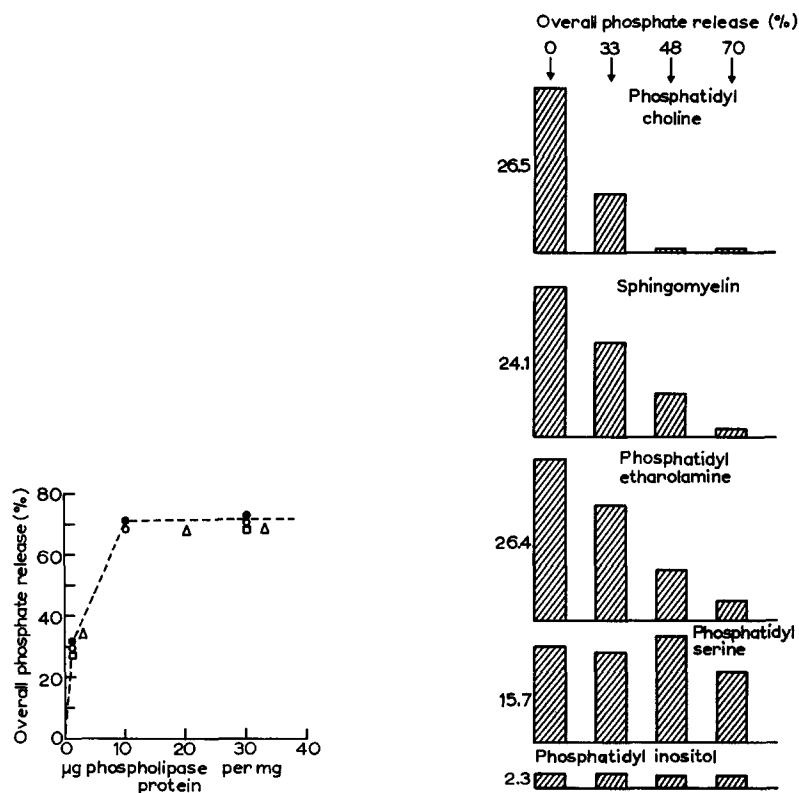 Overall phosphate release (%)
80
60
40
20
0
0 10 20 30 40
µg phospholipase per mg
protein
Overall phosphate release (%)
0 33 48 70
Phosphatidyl
choline
26.5
Sphingomyelin
24.1
Phosphatidyl
etharolamine
26.4
Phosphatidyl
serine
15.7
Phosphatidyl inositol
2.3